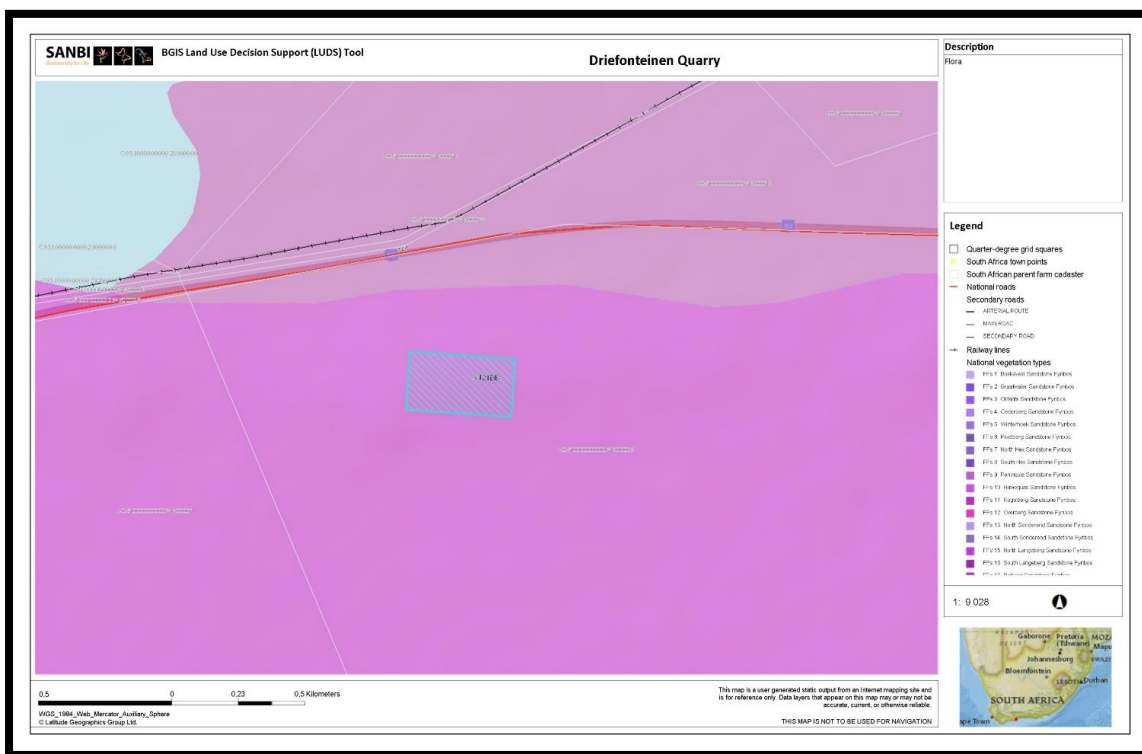 SANBI
Biodiversity for Life
BGIS Land Use Decision Support (LUDS) Tool
Driefonteinen Quarry
Description
Flora
Legend
Quarter-degree grid squares
South Africa town points
South African parent farm cadaster
National roads
Secondary roads
ARTERIAL ROUTE
MAIN ROAD
SECONDARY ROAD
Railway lines
National vegetation types
FFs 1 Bokkeveld Sandstone Fynbos
FFs 2 Graafwater Sandstone Fynbos
FFs 3 Olifants Sandstone Fynbos
FFs 4 Cederberg Sandstone Fynbos
FFs 5 Winterhoek Sandstone Fynbos
FFs 6 Piketberg Sandstone Fynbos
FFs 7 North Hex Sandstone Fynbos
FFs 8 South Hex Sandstone Fynbos
FFs 9 Peninsula Sandstone Fynbos
FFs 10 Hawequas Sandstone Fynbos
FFs 11 Kogelberg Sandstone Fynbos
FFs 12 Overberg Sandstone Fynbos
FFs 13 North Sonderend Sandstone Fynbos
FFs 14 South Sonderend Sandstone Fynbos
FFs 15 North Langeberg Sandstone Fynbos
FFs 16 South Langeberg Sandstone Fynbos
1: 9 028
Gaborone Pretoria MOZ
(Tshwane) Mapu
Johannesburg SWAZI
Bloemfontein
LESOTHO Durban
SOUTH AFRICA
ape Town
0.5 0 0,23 0,5 Kilometers
WGS_1984_Web_Mercator_Auxiliary_Sphere
© Latitude Geographics Group Ltd.
This map is a user generated static output from an Internet mapping site and
is for reference only. Data layers that appear on this map may or may not be
accurate, current, or otherwise reliable.
THIS MAP IS NOT TO BE USED FOR NAVIGATION